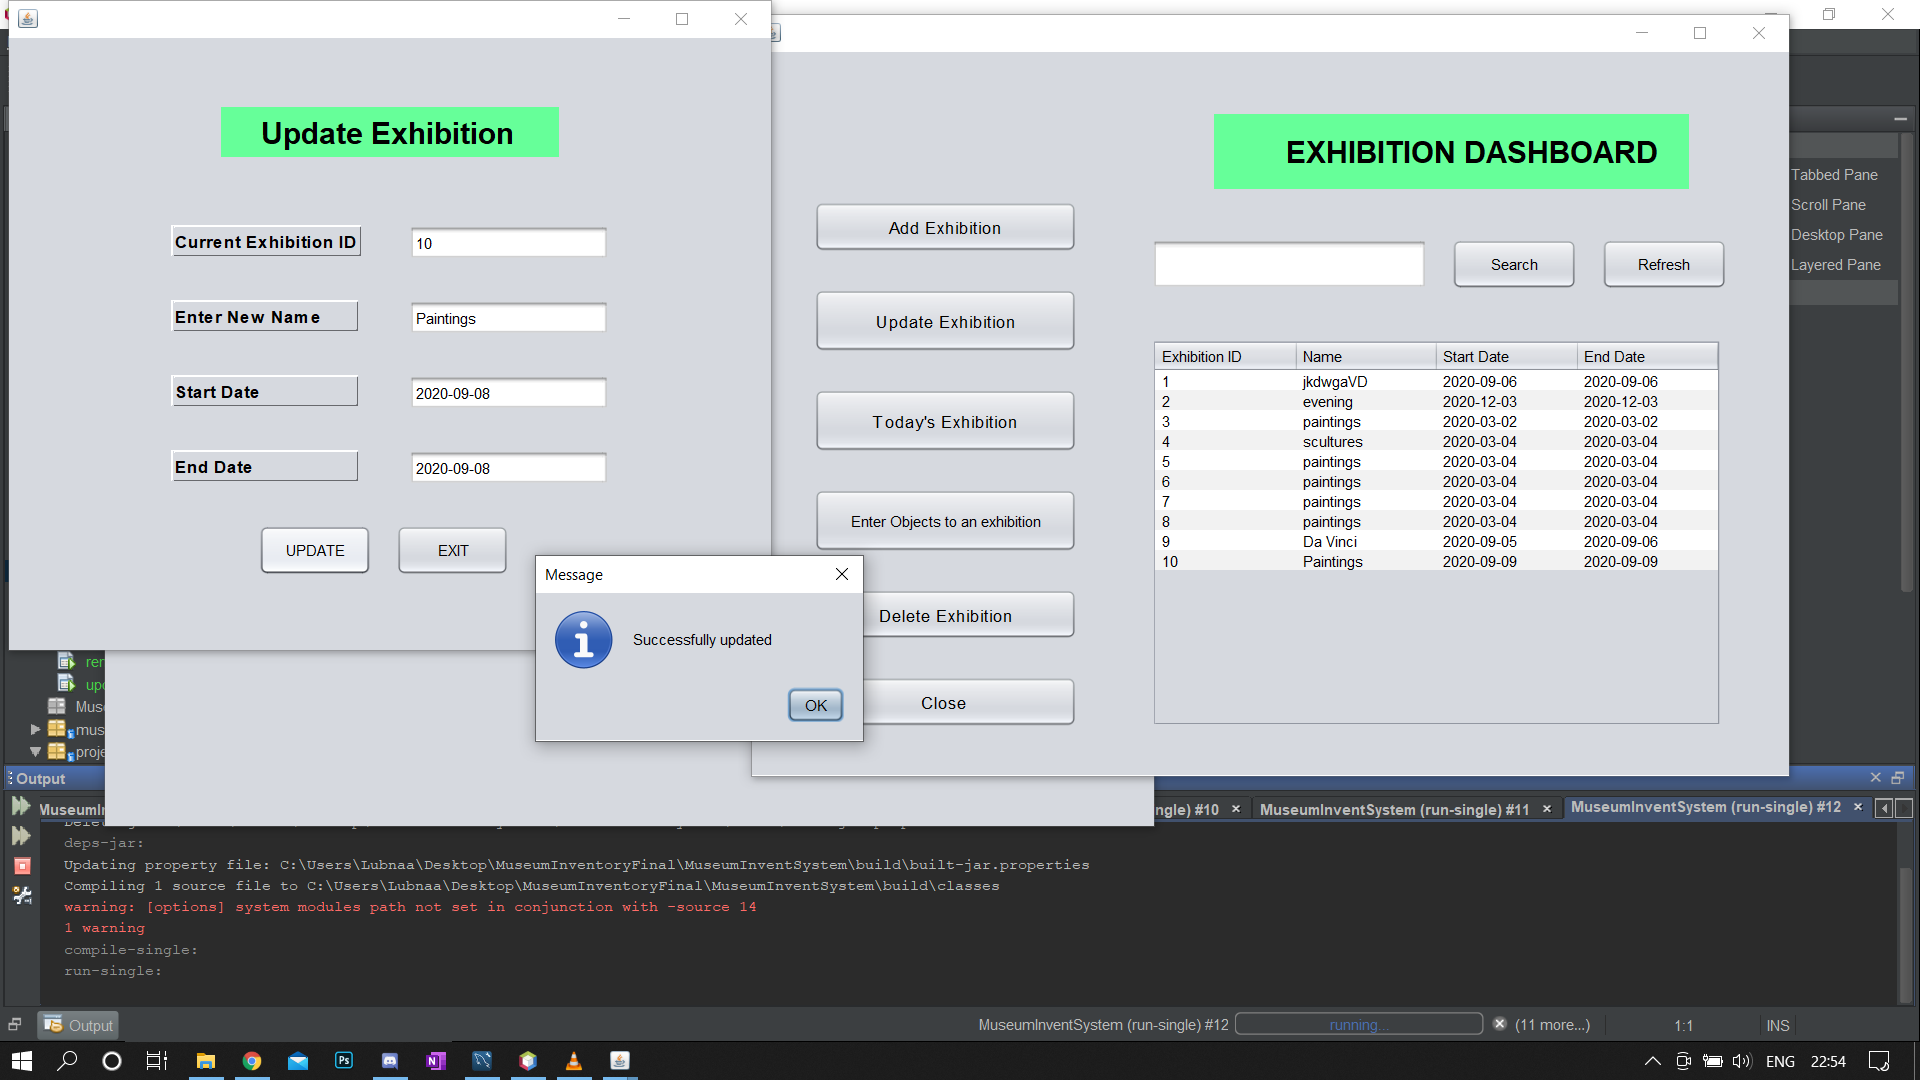 Update Exhibition
Current Exhibition ID
10
Enter New Name
Paintings
Start Date
2020-09-08
End Date
2020-09-08
UPDATE
EXIT
EXHIBITION DASHBOARD
Add Exhibition
Update Exhibition
Today's Exhibition
Enter Objects to an exhibition
Delete Exhibition
Close
Search
Refresh
Exhibition ID Name Start Date End Date
1 jkdwgaVD 2020-09-06 2020-09-06
2 evening 2020-12-03 2020-12-03
3 paintings 2020-03-02 2020-03-02
4 scultures 2020-03-04 2020-03-04
5 paintings 2020-03-04 2020-03-04
6 paintings 2020-03-04 2020-03-04
7 paintings 2020-03-04 2020-03-04
8 paintings 2020-03-04 2020-03-04
9 Da Vinci 2020-09-05 2020-09-06
10 Paintings 2020-09-09 2020-09-09
Message
Successfully updated
OK
Tabbed Pane
Scroll Pane
Desktop Pane
Layered Pane
rer
upd
Muse
mus
proje
Output
MuseumIn
ngle) #10
MuseumInventSystem (run-single) #11
MuseumInventSystem (run-single) #12
deps-jar:
Updating property file: C:\Users\Lubnaa\Desktop\MuseumInventoryFinal\MuseumInventSystem\build\built-jar.properties
Compiling 1 source file to C:\Users\Lubnaa\Desktop\MuseumInventoryFinal\MuseumInventSystem\build\classes
warning: [options] system modules path not set in conjunction with -source 14
1 warning
compile-single:
run-single:
Output
MuseumInventSystem (run-single) #12
running...
(11 more...)
1:1
INS
Ps
N
ENG
22:54